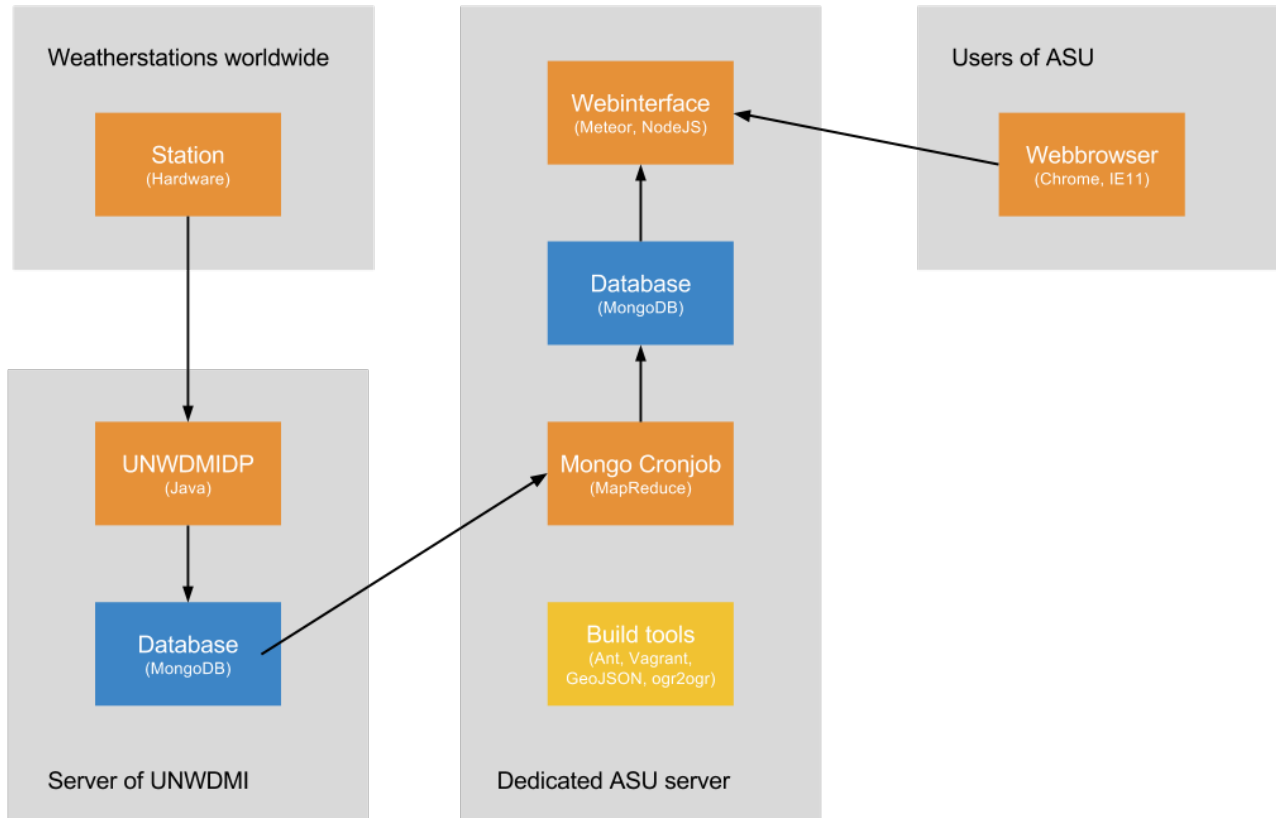 Weatherstations worldwide
Station
(Hardware)
UNWDMIDP
(Java)
Database
(MongoDB)
Server of UNWDMI
Webinterface
(Meteor, NodeJS)
Database
(MongoDB)
Mongo Cronjob
(MapReduce)
Build tools
(Ant, Vagrant,
GeoJSON, ogr2ogr)
Dedicated ASU server
Users of ASU
Webbrowser
(Chrome, IE11)